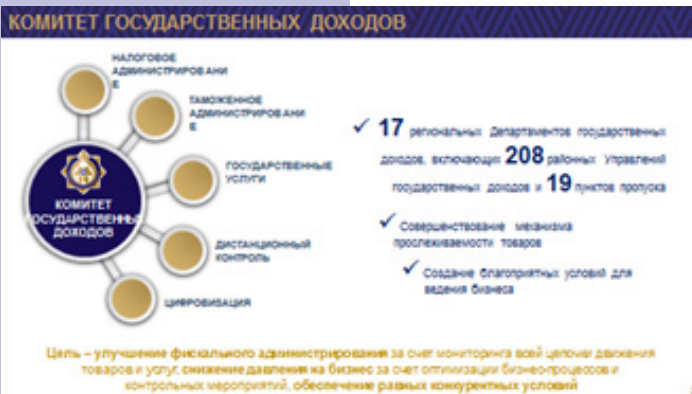 КОМИТЕТ ГОСУДАРСТВЕННЫХ ДОХОДОВ
НАЛОГОВОЕ
АДМИНИСТРИРОВАНИ
Е
ТАМОЖЕННОЕ
АДМИНИСТРИРОВАНИ
Е
ГОСУДАРСТВЕННЫЕ
УСЛУГИ
КОМИТЕТ
ГОСУДАРСТВЕННЫХ
ДОХОДОВ
ДИСТАНЦИОННЫЙ
КОНТРОЛЬ
ЦИФРОВИЗАЦИЯ
✓ 17 региональных Департаментов государственных
доходов, включающих 208 районных Управлений
государственных доходов и 19 пунктов пропуска
✓ Совершенствование механизма
прослеживаемости товаров
✓ Создание благоприятных условий для
ведения бизнеса
Цель – улучшение фискального администрирования за счет мониторинга всей цепочки движения
товаров и услуг, снижение давления на бизнес за счет оптимизации бизнес-процессов и
контрольных мероприятий, обеспечение равных конкурентных условий